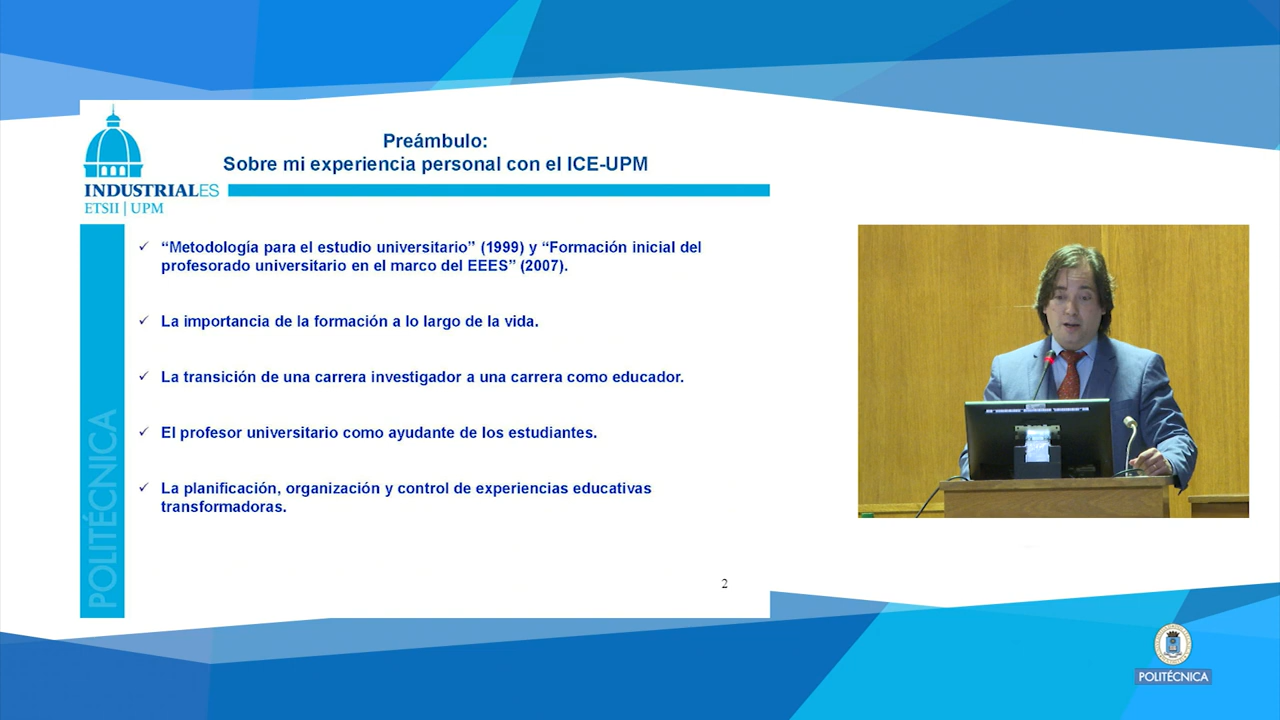 Preámbulo:
Sobre mi experiencia personal con el ICE-UPM
INDUSTRIALES
ETSII | UPM
✓ “Metodología para el estudio universitario” (1999) y “Formación inicial del
profesorado universitario en el marco del EEES” (2007).
✓ La importancia de la formación a lo largo de la vida.
✓ La transición de una carrera investigador a una carrera como educador.
✓ El profesor universitario como ayudante de los estudiantes.
✓ La planificación, organización y control de experiencias educativas
transformadoras.
POLITÉCNICA
2
POLITÉCNICA